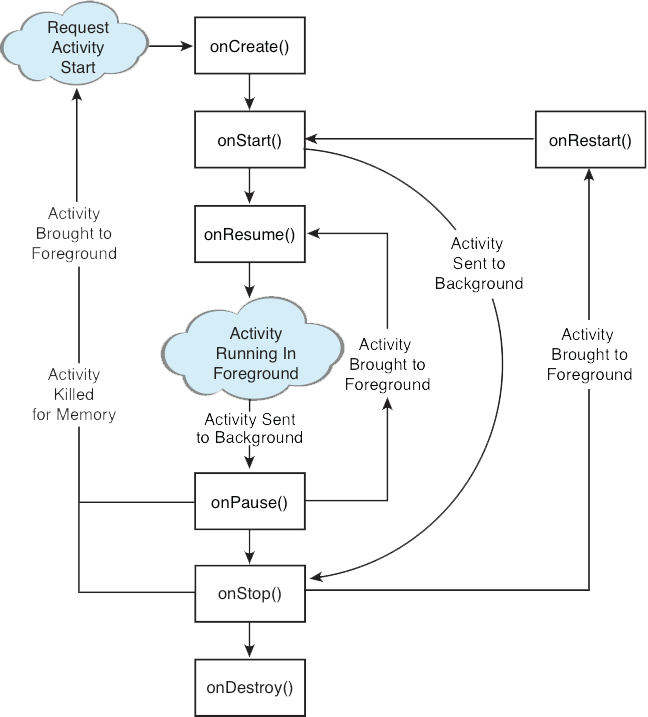 Request
Activity
Start
onCreate()
onStart()
onRestart()
Activity
Brought to
Foreground
onResume()
Activity
Sent to
Background
Activity
Running In
Foreground
Activity
Brought to
Foreground
Activity
Brought to
Foreground
Activity
Killed
for Memory
Activity Sent
to Background
onPause()
onStop()
onDestroy()